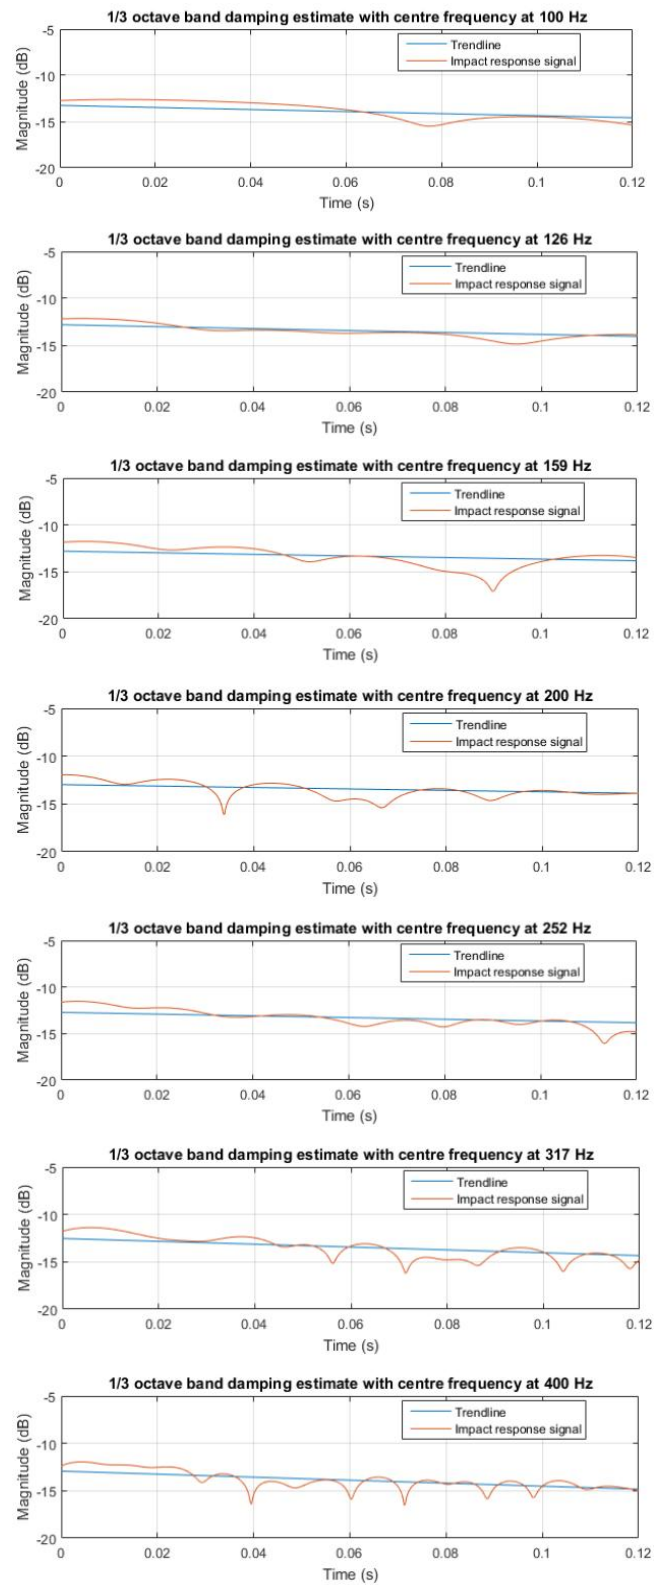 1/3 octave band damping estimate with centre frequency at 100 Hz
-5
Trendline
Impact response signal
-10
-15
-20
Magnitude (dB)
0 0.02 0.04 0.06 0.08 0.1 0.12
Time (s)
1/3 octave band damping estimate with centre frequency at 126 Hz
-5
Trendline
Impact response signal
-10
-15
-20
Magnitude (dB)
0 0.02 0.04 0.06 0.08 0.1 0.12
Time (s)
1/3 octave band damping estimate with centre frequency at 159 Hz
-5
Trendline
Impact response signal
-10
-15
-20
Magnitude (dB)
0 0.02 0.04 0.06 0.08 0.1 0.12
Time (s)
1/3 octave band damping estimate with centre frequency at 200 Hz
-5
Trendline
Impact response signal
-10
-15
-20
Magnitude (dB)
0 0.02 0.04 0.06 0.08 0.1 0.12
Time (s)
1/3 octave band damping estimate with centre frequency at 252 Hz
-5
Trendline
Impact response signal
-10
-15
-20
Magnitude (dB)
0 0.02 0.04 0.06 0.08 0.1 0.12
Time (s)
1/3 octave band damping estimate with centre frequency at 317 Hz
-5
Trendline
Impact response signal
-10
-15
-20
Magnitude (dB)
0 0.02 0.04 0.06 0.08 0.1 0.12
Time (s)
1/3 octave band damping estimate with centre frequency at 400 Hz
-5
Trendline
Impact response signal
-10
-15
-20
Magnitude (dB)
0 0.02 0.04 0.06 0.08 0.1 0.12
Time (s)